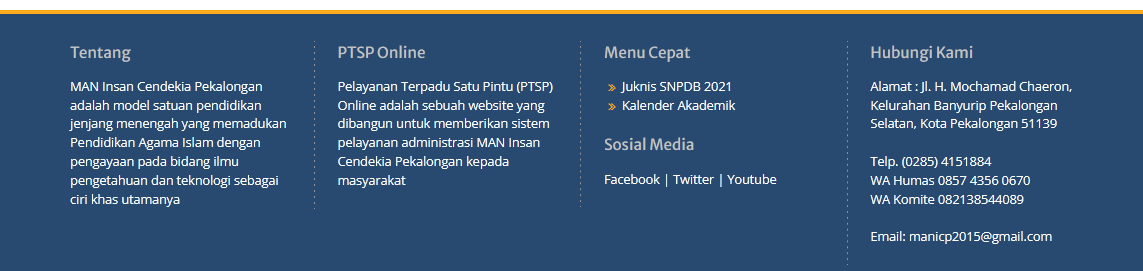 Tentang
MAN Insan Cendekia Pekalongan
adalah model satuan pendidikan
jenjang menengah yang memadukan
Pendidikan Agama Islam dengan
pengayaan pada bidang ilmu
pengetahuan dan teknologi sebagai
ciri khas utamanya
PTSP Online
Pelayanan Terpadu Satu Pintu (PTSP)
Online adalah sebuah website yang
dibangun untuk memberikan sistem
pelayanan administrasi MAN Insan
Cendekia Pekalongan kepada
masyarakat
Menu Cepat
» Juknis SNPDB 2021
» Kalender Akademik
Sosial Media
Facebook | Twitter | Youtube
Hubungi Kami
Alamat : Jl. H. Mochamad Chaeron,
Kelurahan Banyurip Pekalongan
Selatan, Kota Pekalongan 51139
Telp. (0285) 4151884
WA Humas 0857 4356 0670
WA Komite 082138544089
Email: manicp2015@gmail.com